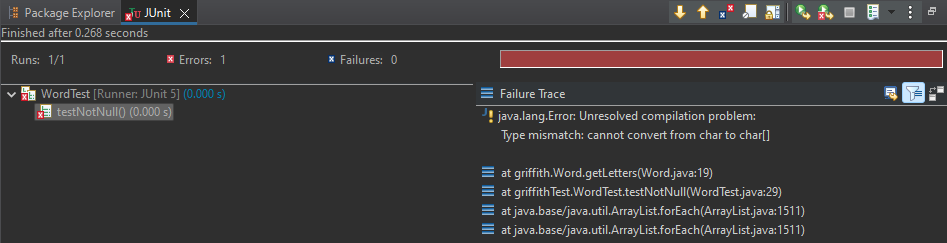 Package Explorer JUnit
Finished after 0.268 seconds
Runs: 1/1 Errors: 1 Failures: 0
WordTest [Runner: JUnit 5] (0.000 s)
testNotNull() (0.000 s)
Failure Trace
java.lang.Error: Unresolved compilation problem:
Type mismatch: cannot convert from char to char[]
at griffith.Word.getLetters(Word.java:19)
at griffithTest.WordTest.testNotNull(WordTest.java:29)
at java.base/java.util.ArrayList.forEach(ArrayList.java:1511)
at java.base/java.util.ArrayList.forEach(ArrayList.java:1511)